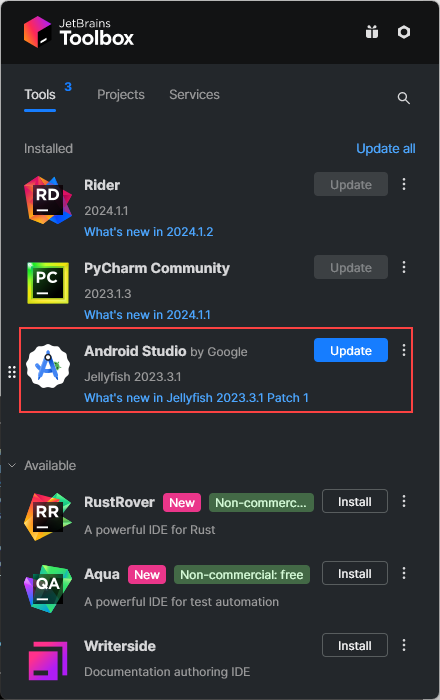 JetBrains
Toolbox
Tools 3 Projects Services
Installed Update all
RD Rider Update
2024.1.1
What's new in 2024.1.2
PC PyCharm Community Update
2023.1.3
What's new in 2024.1.1
Android Studio by Google Update
Jellyfish 2023.3.1
What's new in Jellyfish 2023.3.1 Patch 1
Available
RR RustRover New Non-commerc... Install
A powerful IDE for Rust
QA Aqua New Non-commercial: free Install
A powerful IDE for test automation
Writerside Install
Documentation authoring IDE